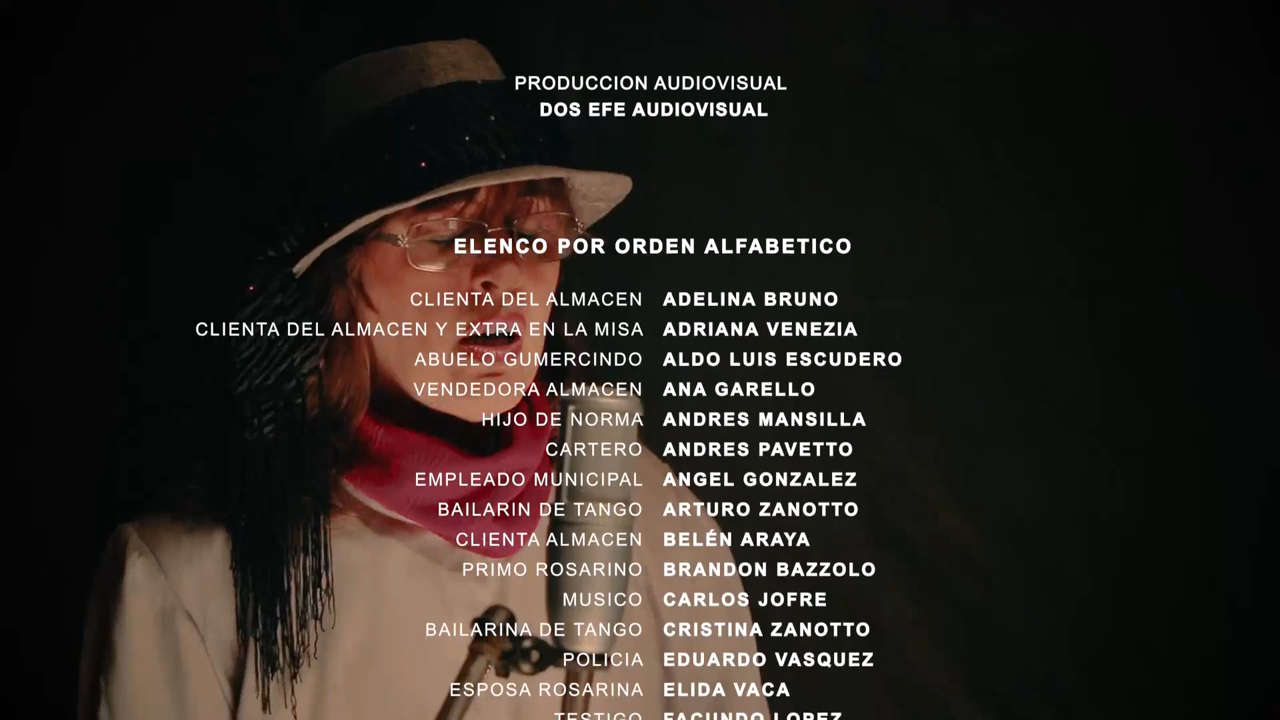 PRODUCCION AUDIOVISUAL
DOS EFE AUDIOVISUAL
ELENCO POR ORDEN ALFABETICO
CLIENTA DEL ALMACEN ADELINA BRUNO
CLIENTA DEL ALMACEN Y EXTRA EN LA MISA ADRIANA VENEZIA
ABUELO GUMERCINDO ALDO LUIS ESCUDERO
VENDEDORA ALMACEN ANA GARELLO
HIJO DE NORMA ANDRES MANSILLA
CARTERO ANDRES PAVETTO
EMPLEADO MUNICIPAL ANGEL GONZALEZ
BAILARIN DE TANGO ARTURO ZANOTTO
CLIENTA ALMACEN BELÉN ARAYA
PRIMO ROSARINO BRANDON BAZZOLO
MUSICO CARLOS JOFRE
BAILARINA DE TANGO CRISTINA ZANOTTO
POLICIA EDUARDO VASQUEZ
ESPOSA ROSARINA ELIDA VACA
TESTIGO FACUNDO LOPEZ